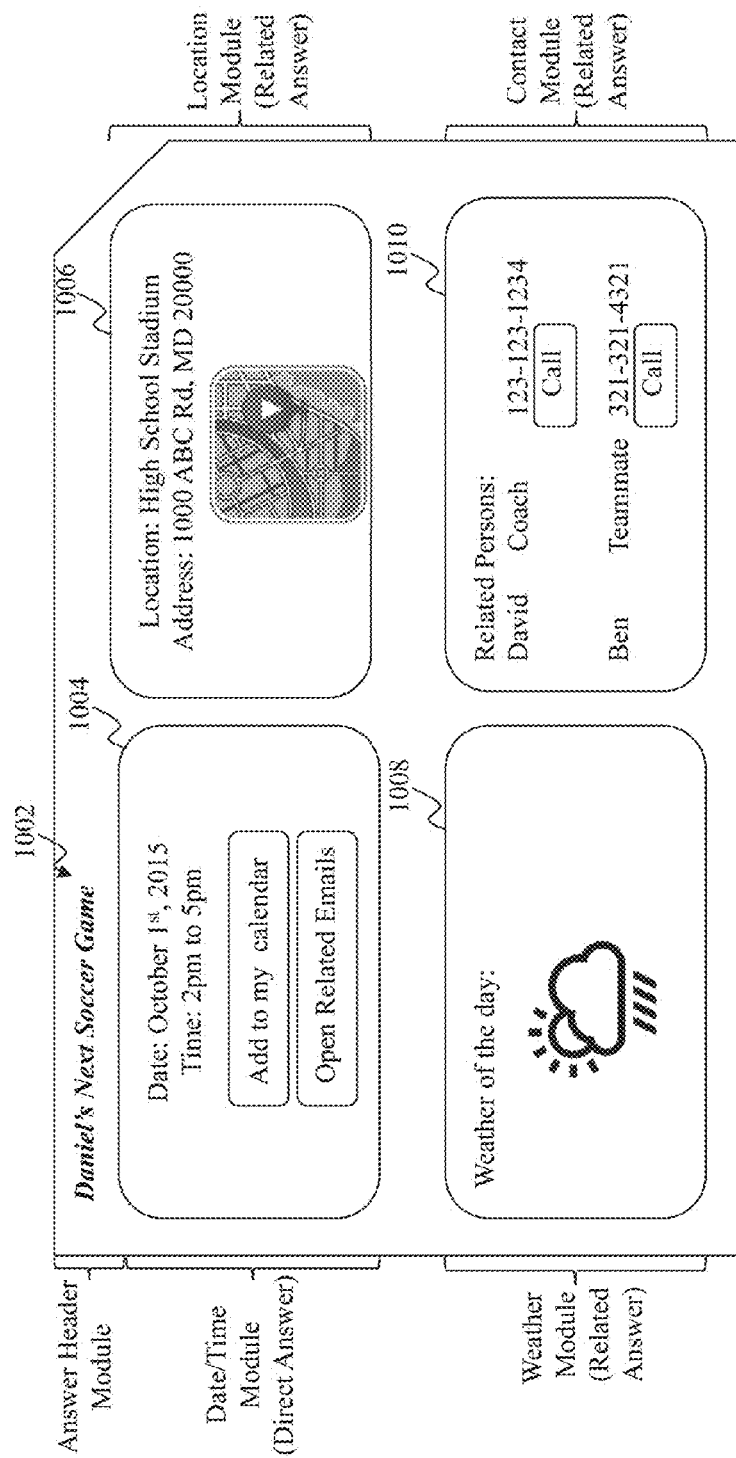 Answer Header
Module
Date/Time
Module
(Direct Answer)
Weather
Module
(Related
Answer)
1002
Daniel's Next Soccer Game
1004
Date: October 1st, 2015
Time: 2pm to 5pm
Add to my calendar
Open Related Emails
1006
Location: High School Stadium
Address: 1000 ABC Rd, MD 20000
1008
Weather of the day:
1010
Related Persons:
David Coach 123-123-1234
Call
Ben Teammate 321-321-4321
Call
Location
Module
(Related
Answer)
Contact
Module
(Related
Answer)